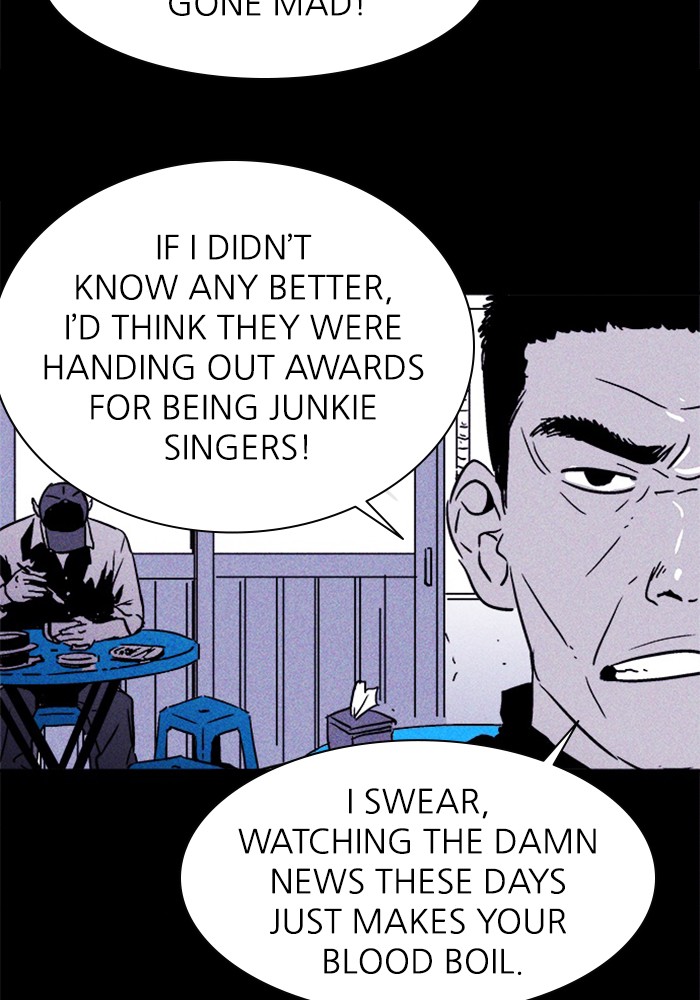 GONE MAD!
IF I DIDN'T
KNOW ANY BETTER,
I'D THINK THEY WERE
HANDING OUT AWARDS
FOR BEING JUNKIE
SINGERS!
I SWEAR,
WATCHING THE DAMN
NEWS THESE DAYS
JUST MAKES YOUR
BLOOD BOIL.